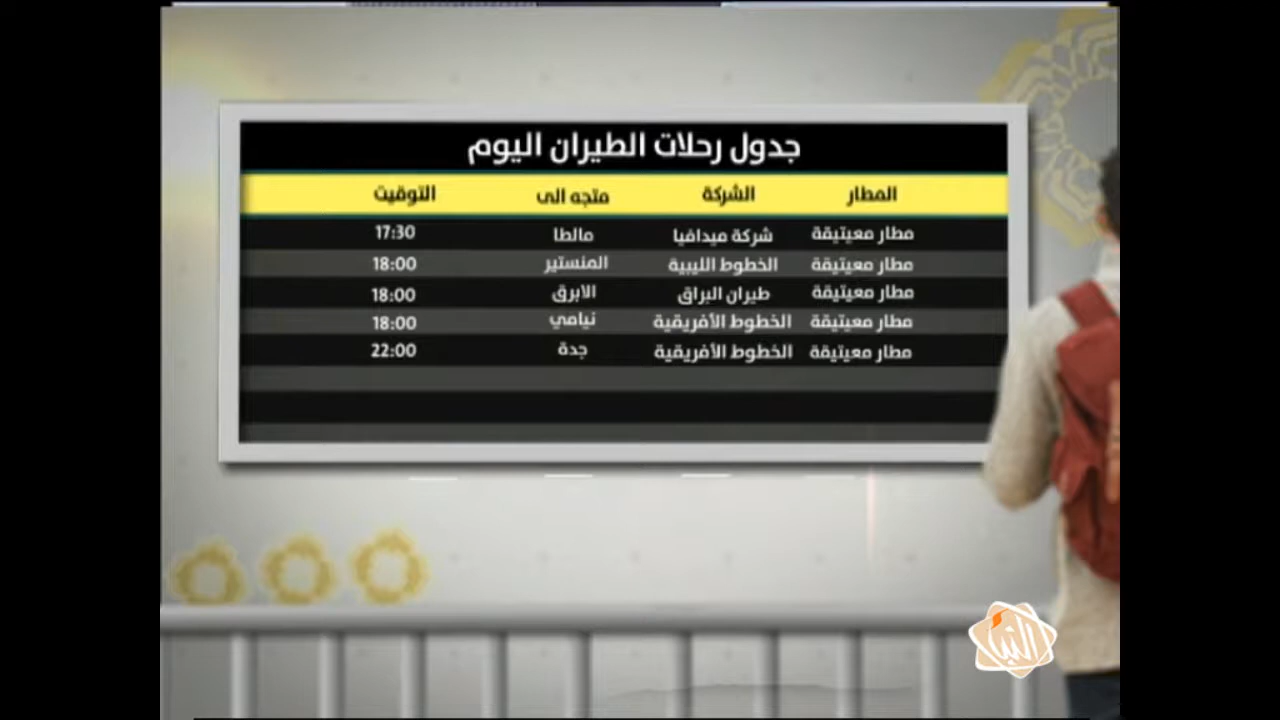 جدول رحلات الطيران اليوم
المطار الشركة متجه الى التوقيت
مطار معيتيقة شركة ميدافيا مالطا 17:30
مطار معيتيقة الخطوط الليبية المنستير 18:00
مطار معيتيقة طيران البراق الابرق 18:00
مطار معيتيقة الخطوط الأفريقية نيامي 18:00
مطار معيتيقة الخطوط الأفريقية جدة 22:00
النبأ